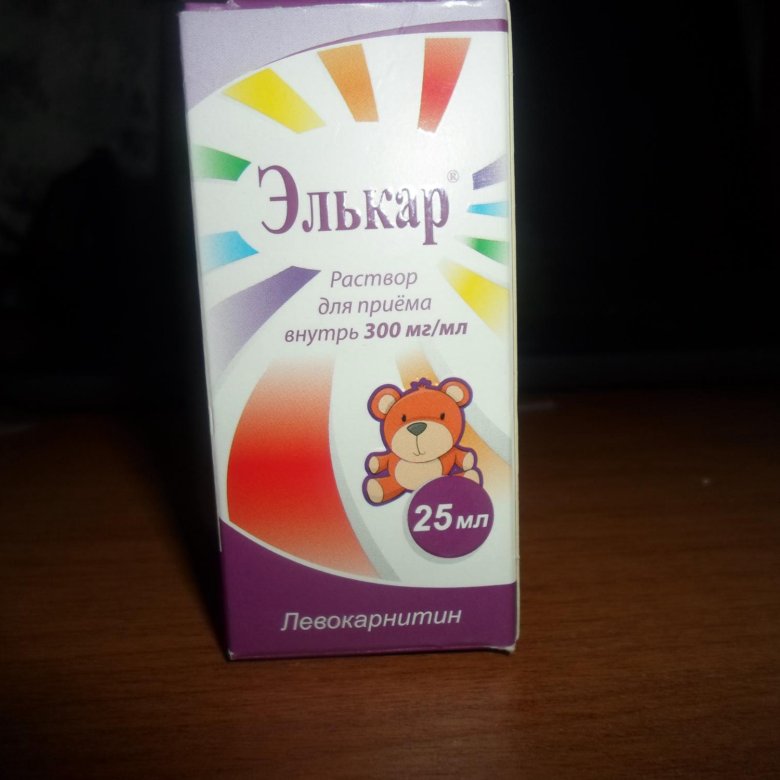 Элькар®
Раствор
для приёма
внутрь 300 мг/мл
25 мл
Левокарнитин